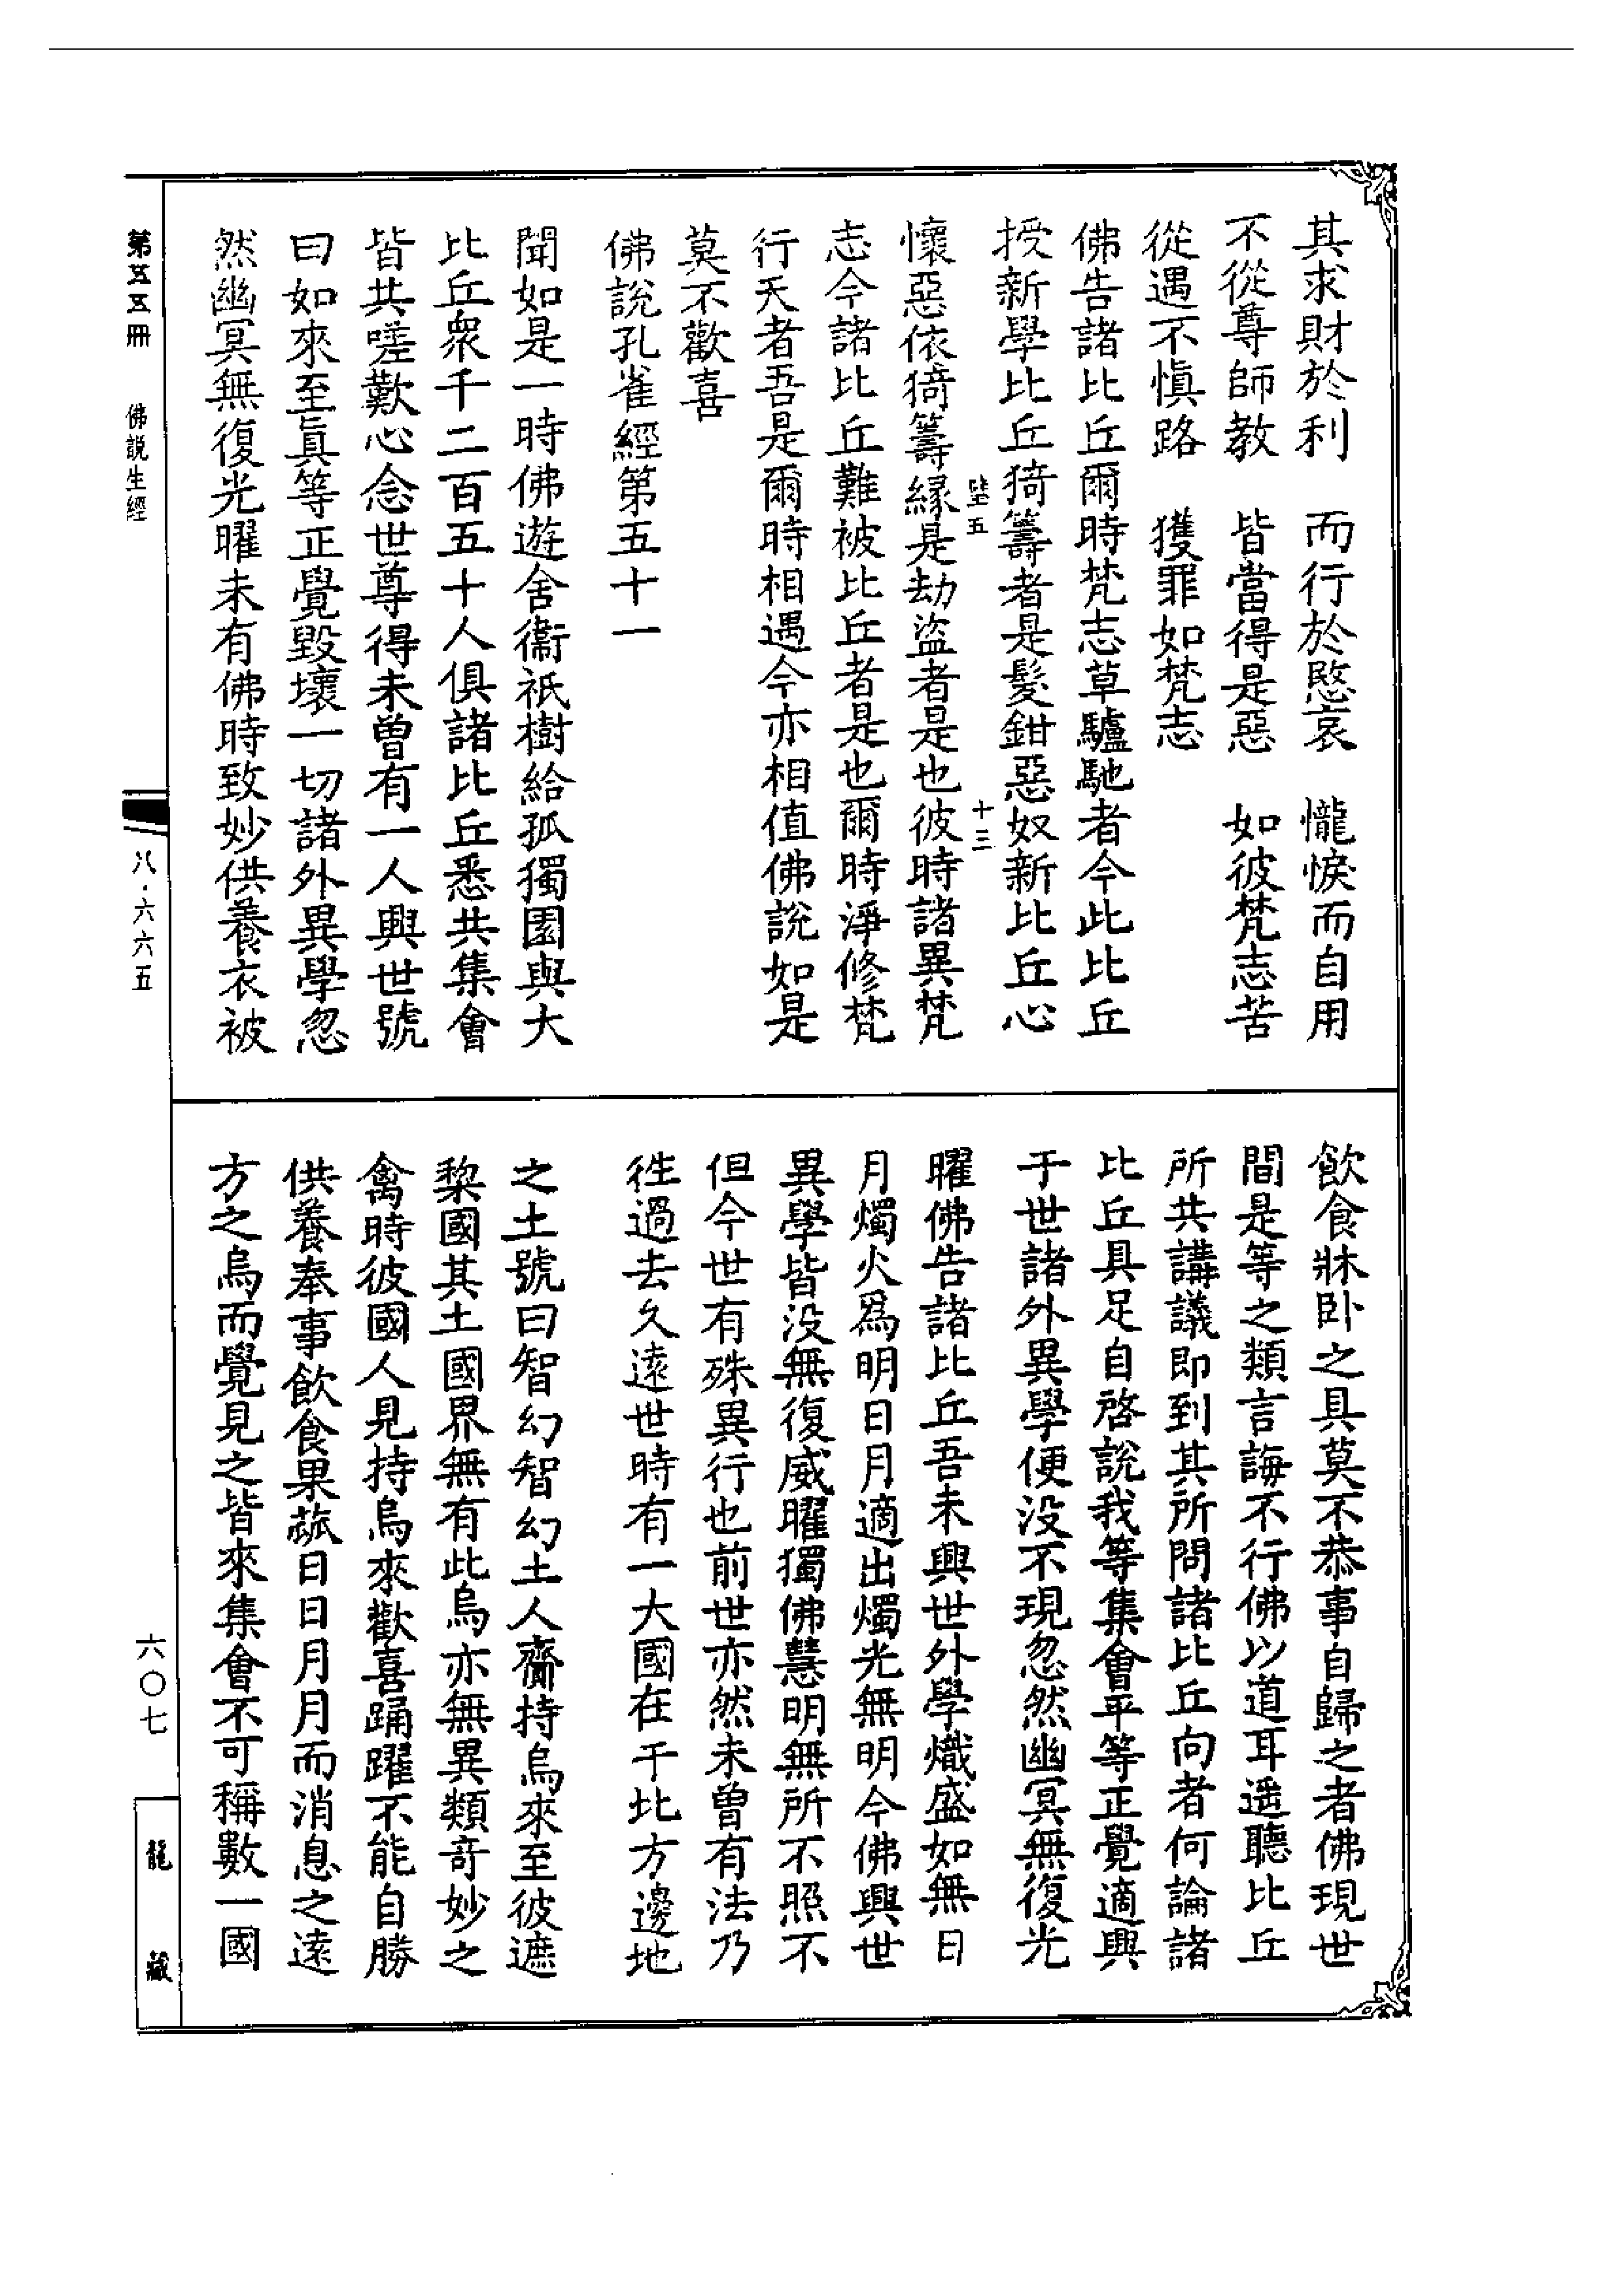 其求財於利　而行於愍哀　㦨悷而自用
不從尊師教　皆當得是惡　如彼梵志苦
從遇不慎路　獲罪如梵志
佛告諸比丘爾時梵志草驢馳者今此比丘
授新學比丘猗籌者是髮鉗惡奴新比丘心
𡌴五　十三
懷惡依猗籌緣是劫盜者是也彼時諸異梵
志今諸比丘難被比丘者是也爾時淨修梵
行天者吾是爾時相遇今亦相值佛說如是
莫不歡喜
佛說孔雀經第五十一
聞如是一時佛遊舍衞祇樹給孤獨園與大
比丘衆千二百五十人俱諸比丘悉共集會
皆共嗟歎心念世尊得未曾有一人興世號
曰如來至眞等正覺毀壞一切諸外異學忽
然幽冥無復光曜未有佛時致妙供養衣被
飲食牀卧之具莫不恭事自歸之者佛現世
間是等之類言誨不行佛以道耳遥聽比丘
所共講議即到其所問諸比丘向者何論諸
比丘具足自啓說我等集會平等正覺適興
于世諸外異學便没不現忽然幽冥無復光
曜佛告諸比丘吾未興世外學熾盛如無日
月燭火爲明日月適出燭光無明今佛興世
異學皆没無復威曜獨佛慧明無所不照不
但今世有殊異行也前世亦然未曾有法乃
徃過去久遠世時有一大國在于北方邊地
之土號曰智幻智幻土人齎持烏來至彼遮
棃國其土國界無有此烏亦無異類奇妙之
禽時彼國人見持烏來歡喜踊躍不能自勝
供養奉事飲食果蓏日日月月而消息之遠
方之烏而覺見之皆來集會不可稱數一國
第五五冊　佛説生經
八·六六五
六〇七
龍藏